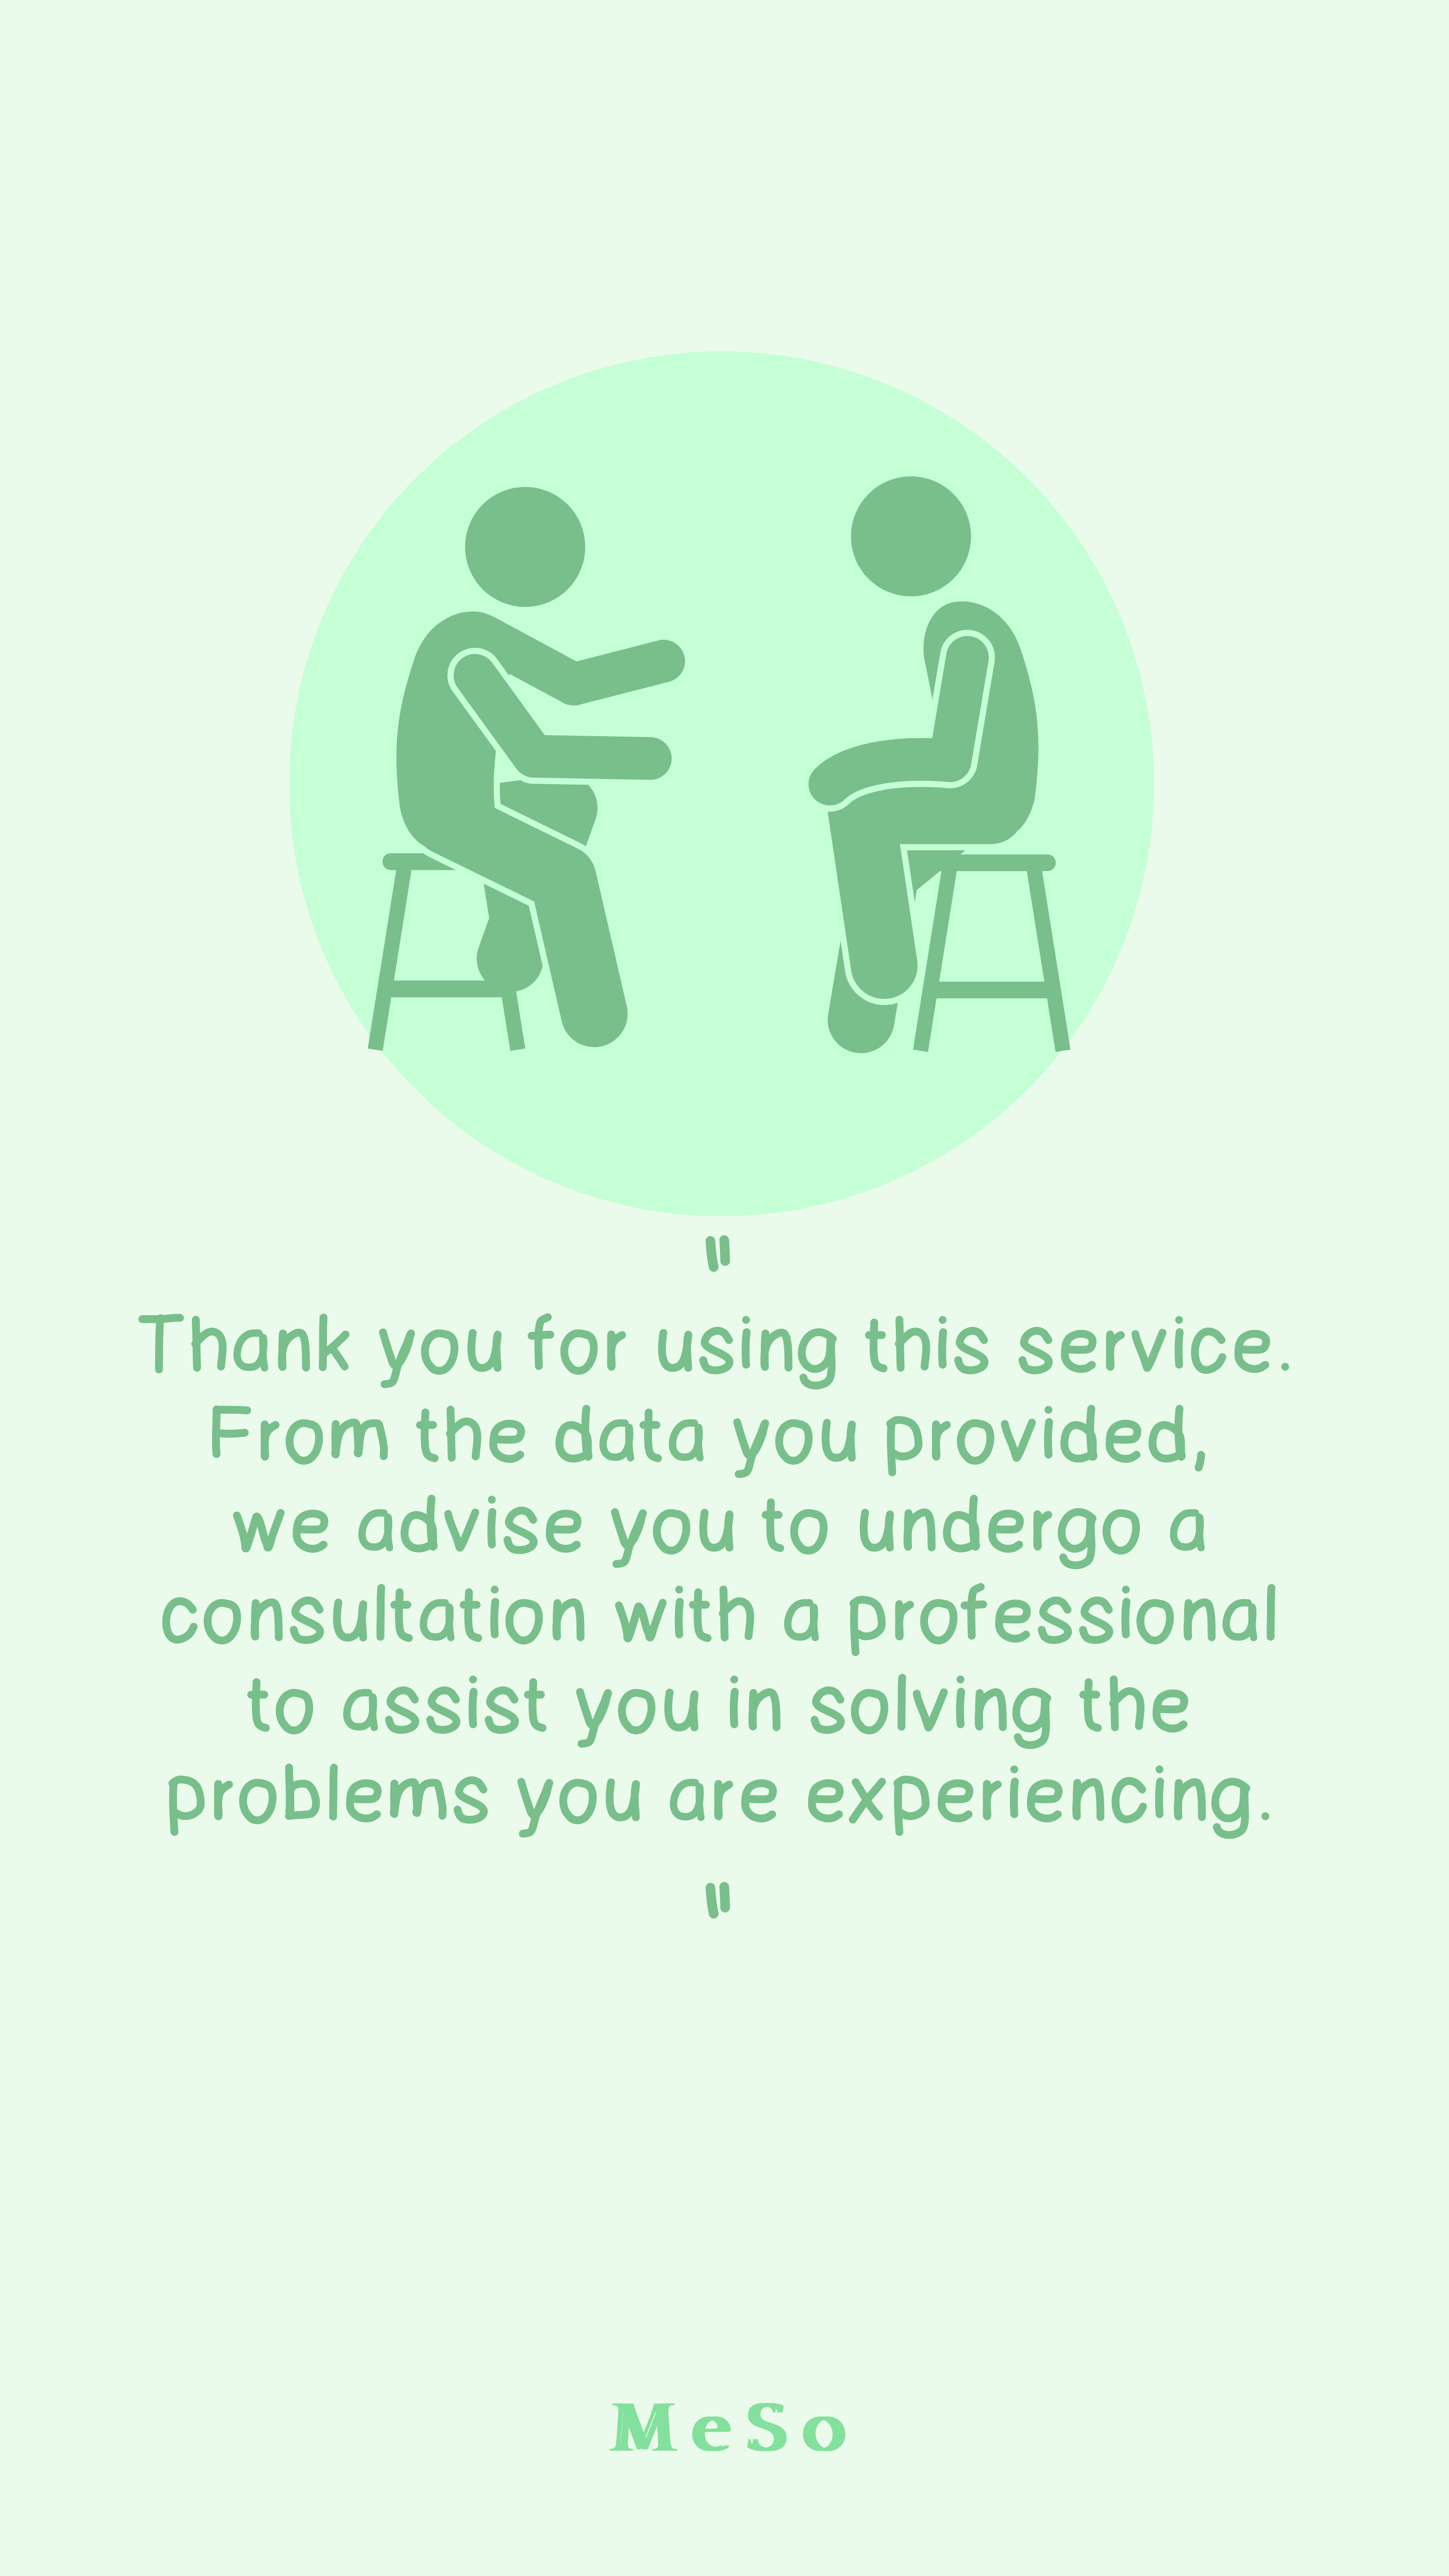 "
Thank you for using this service.
From the data you provided,
we advise you to undergo a
consultation with a professional
to assist you in solving the
problems you are experiencing.
"
MeSo